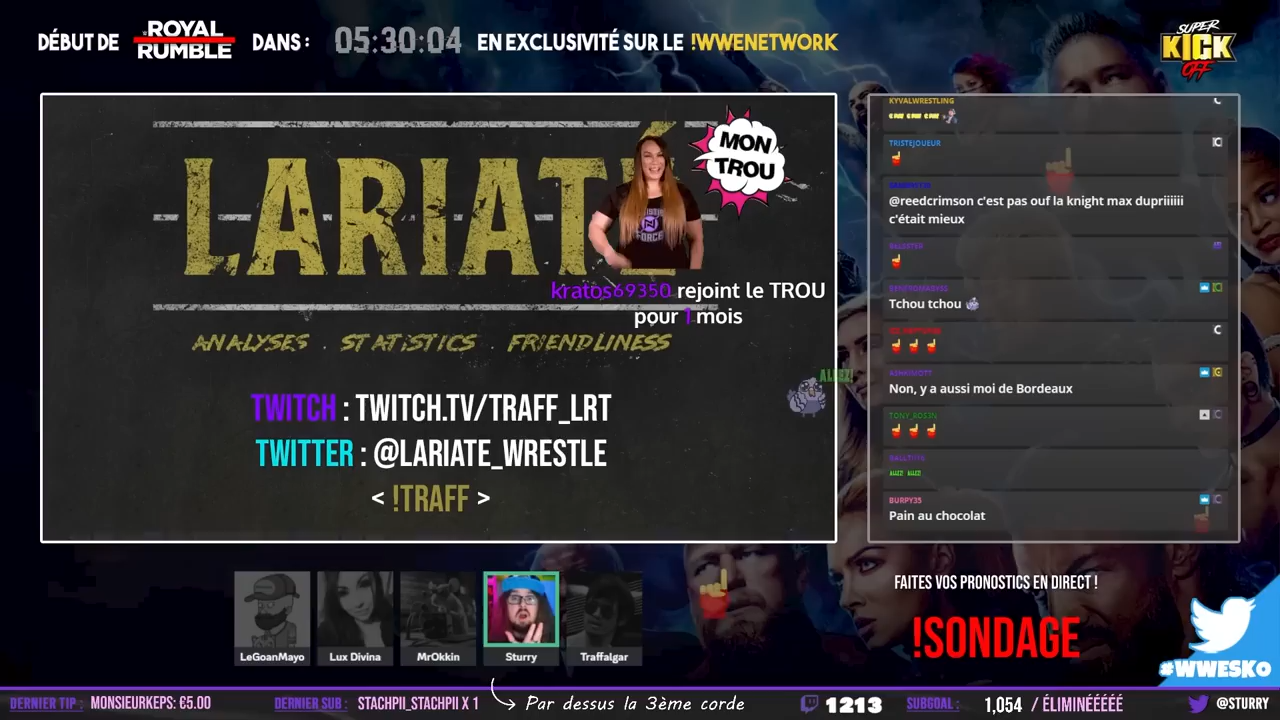 DÉBUT DE ROYAL RUMBLE DANS : 05:30:04 EN EXCLUSIVITÉ SUR LE !WWENETWORK
SUPER KICK OFF
LARIATÉ
MON TROU
kratos69350 rejoint le TROU
pour 1 mois
ANALYSES . STATISTICS . FRIENDLINESS
ALLEZ!
TWITCH : TWITCH.TV/TRAFF_LRT
TWITTER : @LARIATE_WRESTLE
< !TRAFF >
KYVALWRESTLING
TRISTEJOUEUR
@reedcrimson c'est pas ouf la knight max dupriiiiii
c'était mieux
Tchou tchou
Non, y a aussi moi de Bordeaux
TONY_ROS3N
BURPY35
Pain au chocolat
LeGoanMayo
Lux Divina
MrOkkin
Sturry
Traffalgar
FAITES VOS PRONOSTICS EN DIRECT !
!SONDAGE
#WWESKO
DERNIER TIP : MONSIEURKEPS: €5.00
DERNIER SUB : STACHPII_STACHPII X 1
Par dessus la 3ème corde
1213
SUBGOAL : 1,054 / ÉLIMINÉÉÉÉÉ
@STURRY